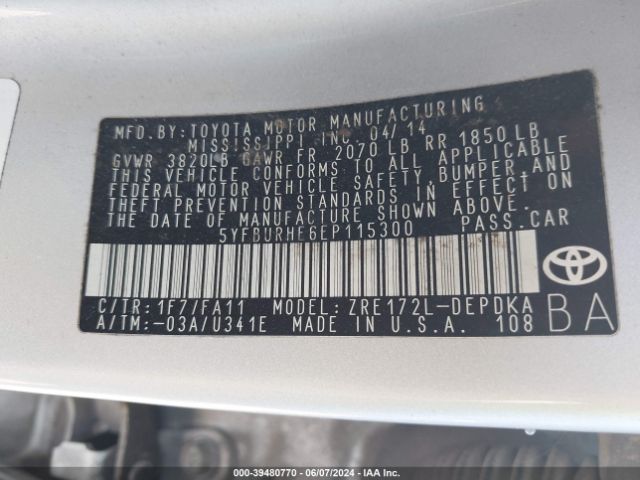 MFD. BY: TOYOTA MOTOR MANUFACTURING
MISSISSIPPI INC. 04/14
GVWR 3820LB GAWR FR 2070 LB RR 1850 LB
THIS VEHICLE CONFORMS TO ALL APPLICABLE
FEDERAL MOTOR VEHICLE SAFETY, BUMPER, AND
THEFT PREVENTION STANDARDS IN EFFECT ON
THE DATE OF MANUFACTURE SHOWN ABOVE.
5YFBURHE6EP115300 PASS. CAR
C/TR: 1F7/FA11 MODEL: ZRE172L-DEPDKA
A/TM: -03A/U341E MADE IN U.S.A. 108
BA
000-39480770 - 06/07/2024 - IAA Inc.